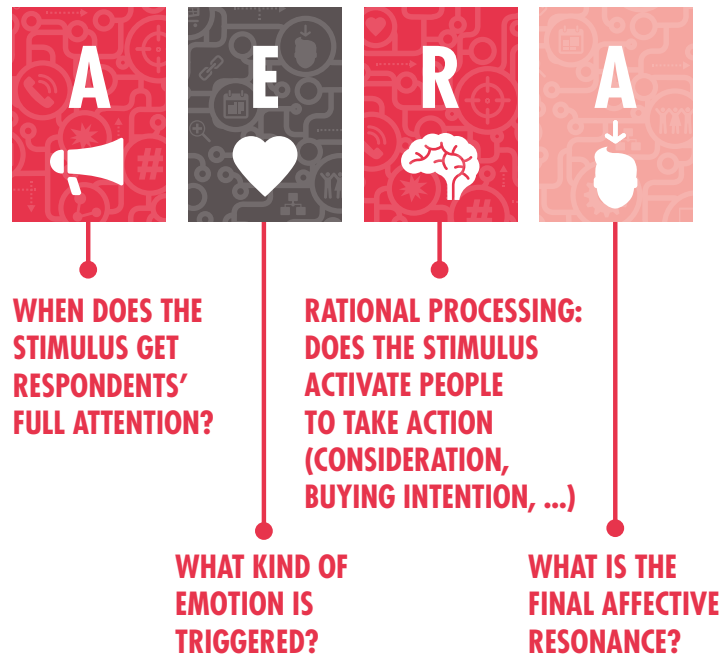 A
E
R
A
WHEN DOES THE
STIMULUS GET
RESPONDENTS'
FULL ATTENTION?
WHAT KIND OF
EMOTION IS
TRIGGERED?
RATIONAL PROCESSING:
DOES THE STIMULUS
ACTIVATE PEOPLE
TO TAKE ACTION
(CONSIDERATION,
BUYING INTENTION, ...)
WHAT IS THE
FINAL AFFECTIVE
RESONANCE?